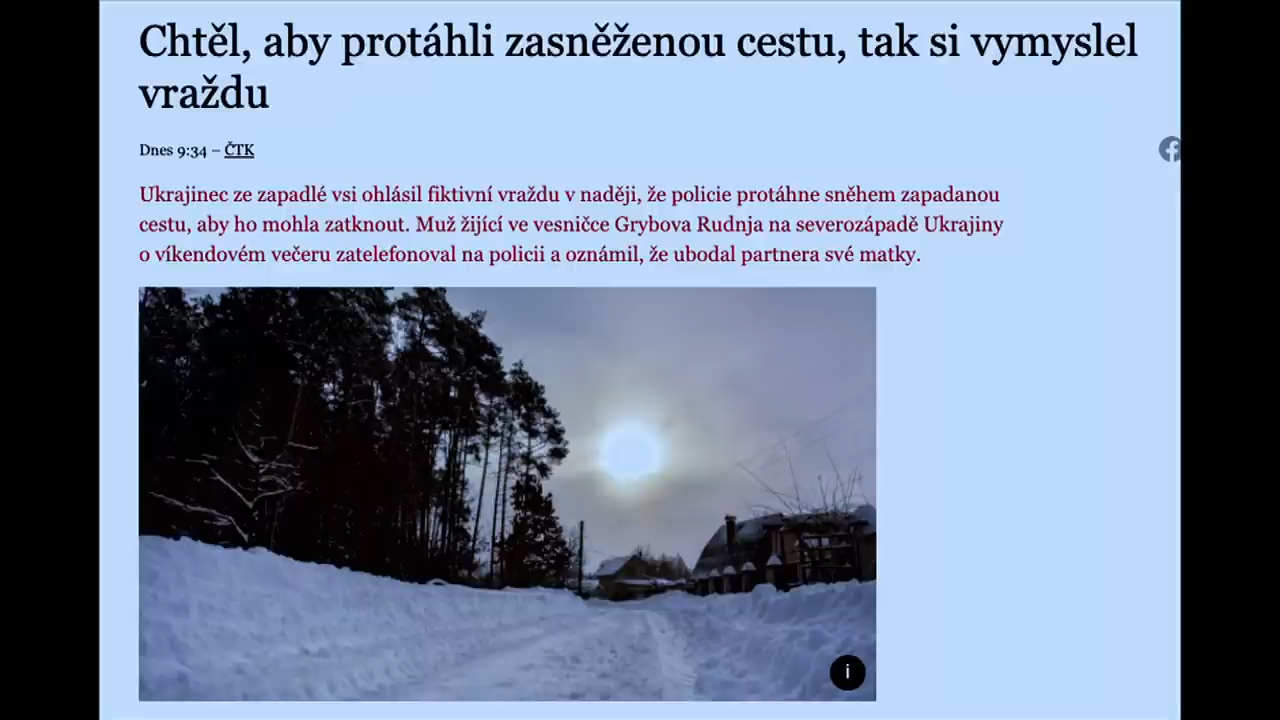 Chtěl, aby protáhli zasněženou cestu, tak si vymyslel
vraždu
Dnes 9:34 – ČTK
Ukrajinec ze zapadlé vsi ohlásil fiktivní vraždu v naději, že policie protáhne sněhem zapadanou
cestu, aby ho mohla zatknout. Muž žijící ve vesničce Grybova Rudnja na severozápadě Ukrajiny
o víkendovém večeru zatelefonoval na policii a oznámil, že ubodal partnera své matky.
i